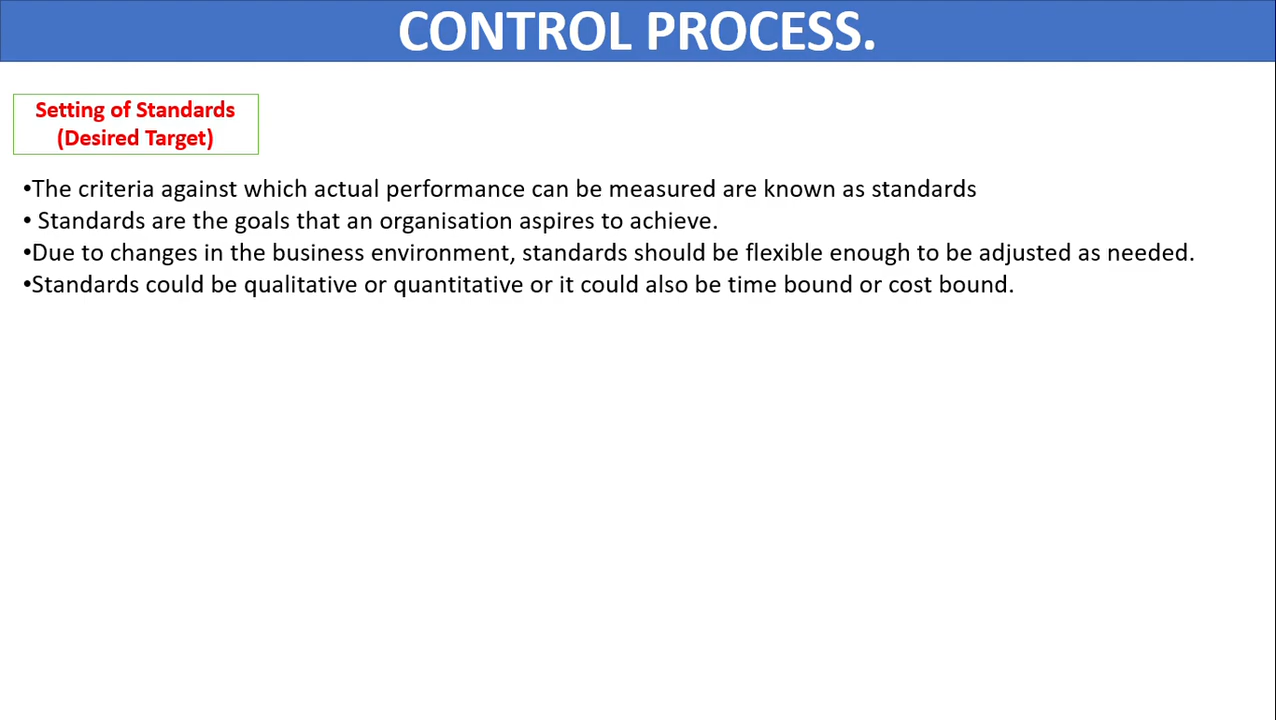 CONTROL PROCESS.
Setting of Standards
(Desired Target)
•The criteria against which actual performance can be measured are known as standards
• Standards are the goals that an organisation aspires to achieve.
•Due to changes in the business environment, standards should be flexible enough to be adjusted as needed.
•Standards could be qualitative or quantitative or it could also be time bound or cost bound.